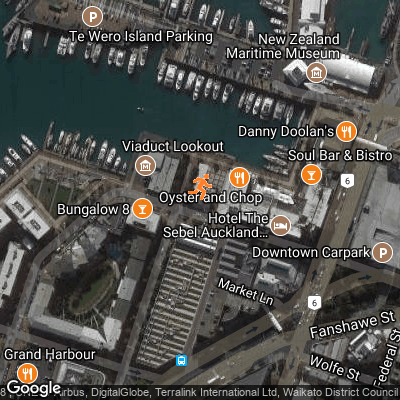 Te Wero Island Parking
New Zealand
Maritime Museum
Danny Doolan's
Viaduct Lookout
Soul Bar & Bistro
6
Oyster and Chop
Bungalow 8
Hotel The
Sebel Auckland...
Downtown Carpark
Market Ln
6
Fanshawe St
Grand Harbour
Wolfe St
Federal St
Google
Airbus, DigitalGlobe, Terralink International Ltd, Waikato District Council